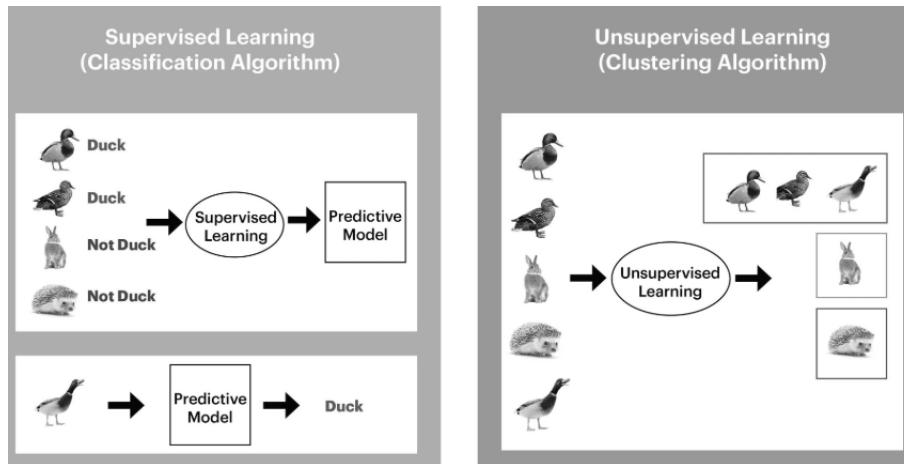 Supervised Learning
(Classification Algorithm)
Duck
Duck
Not Duck
Not Duck
Supervised
Learning
Predictive
Model
Predictive
Model
Duck
Unsupervised Learning
(Clustering Algorithm)
Unsupervised
Learning